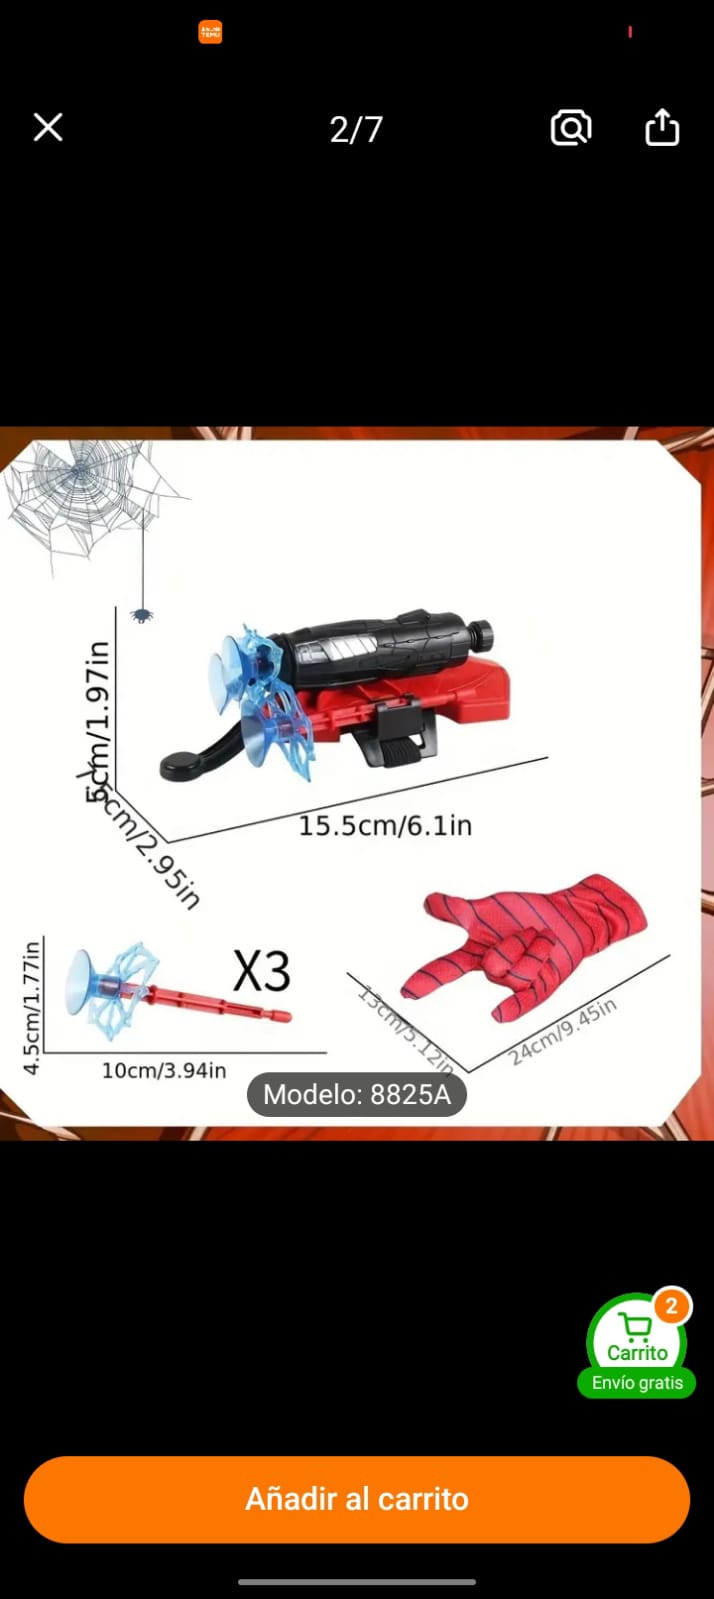 2/7
5cm/1.97in
7.5cm/2.95in
15.5cm/6.1in
4.5cm/1.77in
X3
10cm/3.94in
13cm/5.12in
24cm/9.45in
Modelo: 8825A
2
Carrito
Envío gratis
Añadir al carrito